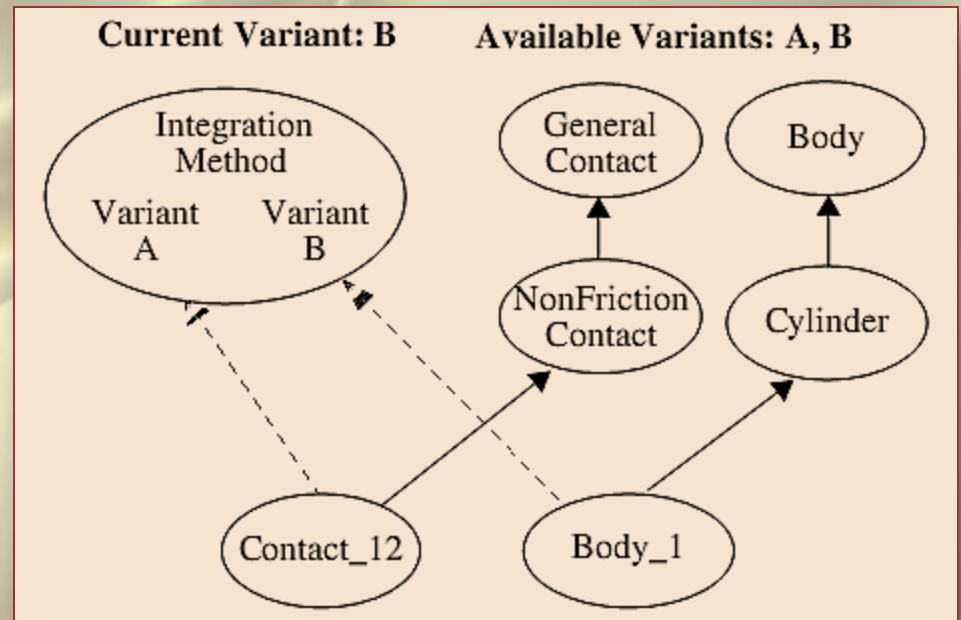 Current Variant: B
Available Variants: A, B
Integration
Method
Variant
A
Variant
B
General
Contact
Body
NonFriction
Contact
Cylinder
Contact_12
Body_1